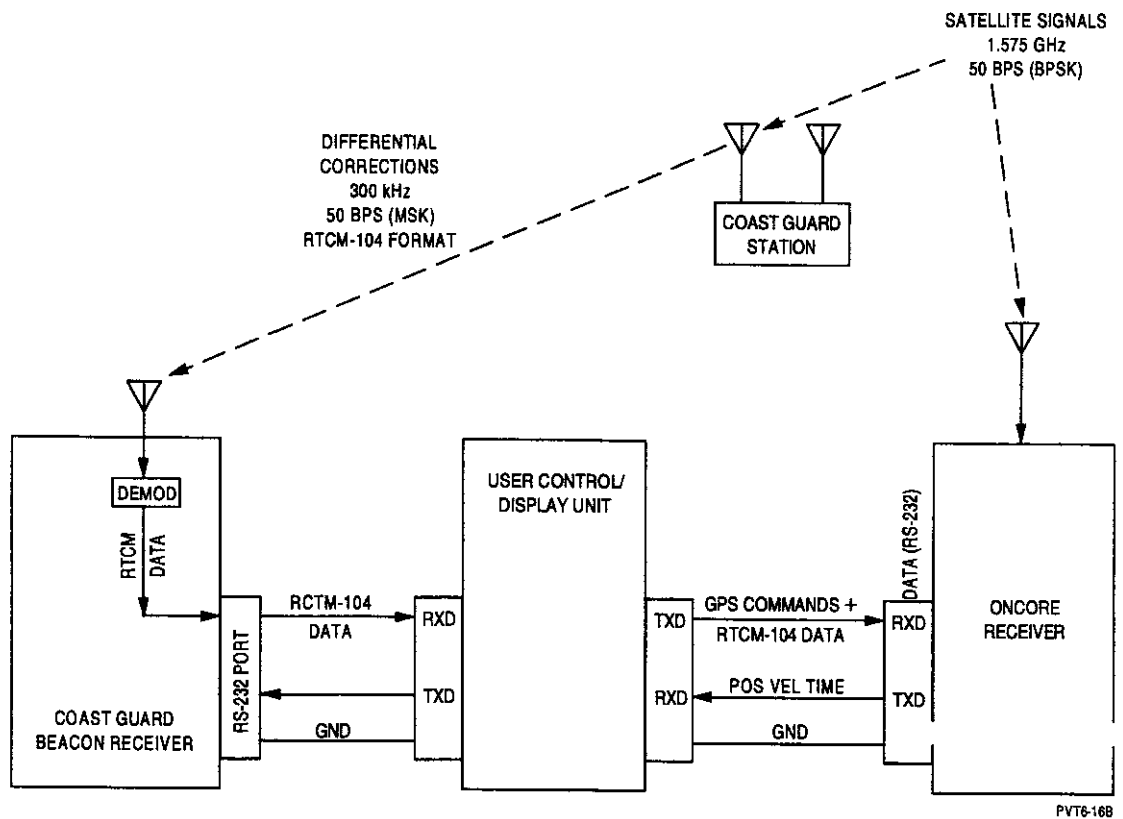 SATELLITE SIGNALS
1.575 GHz
50 BPS (BPSK)
DIFFERENTIAL
CORRECTIONS
300 kHz
50 BPS (MSK)
RTCM-104 FORMAT
COAST GUARD
STATION
DEMOD
RTCM
DATA
RS-232 PORT
COAST GUARD
BEACON RECEIVER
RCTM-104
DATA
GND
USER CONTROL/
DISPLAY UNIT
RXD
TXD
TXD
RXD
GPS COMMANDS +
RTCM-104 DATA
POS VEL TIME
GND
DATA (RS-232)
RXD
TXD
ONCORE
RECEIVER
PVT6-16B